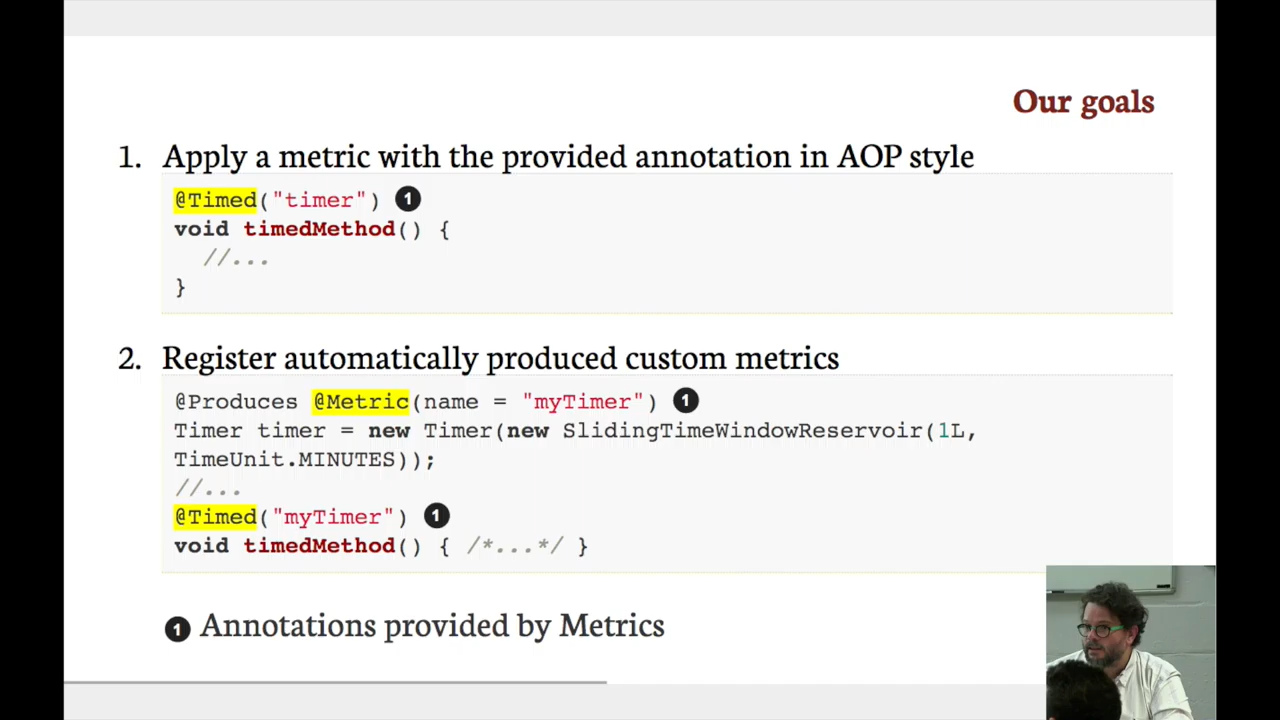 Our goals
1. Apply a metric with the provided annotation in AOP style
@Timed("timer") 1
void timedMethod() {
//...
}
2. Register automatically produced custom metrics
@Produces @Metric(name = "myTimer") 1
Timer timer = new Timer(new SlidingTimeWindowReservoir(1L,
TimeUnit.MINUTES));
//...
@Timed("myTimer") 1
void timedMethod() { /*...*/ }
1 Annotations provided by Metrics